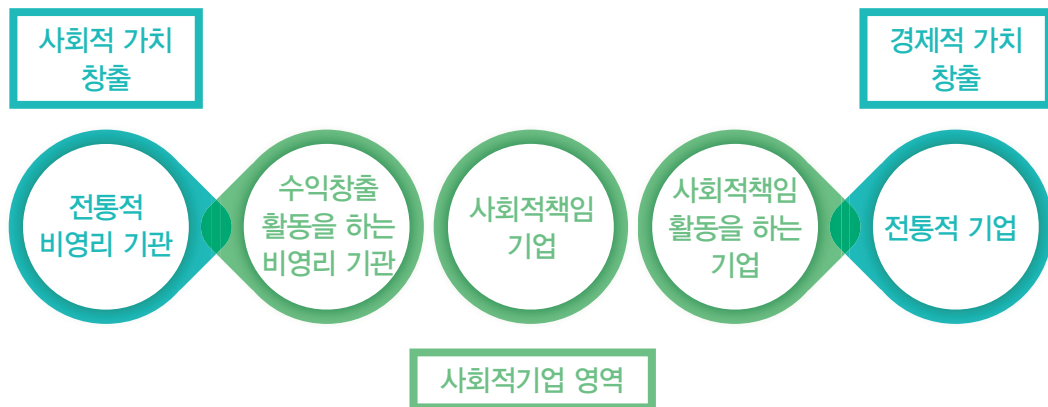 사회적 가치
창출
경제적 가치
창출
전통적
비영리 기관
수익창출
활동을 하는
비영리 기관
사회적책임
기업
사회적책임
활동을 하는
기업
전통적 기업
사회적기업 영역